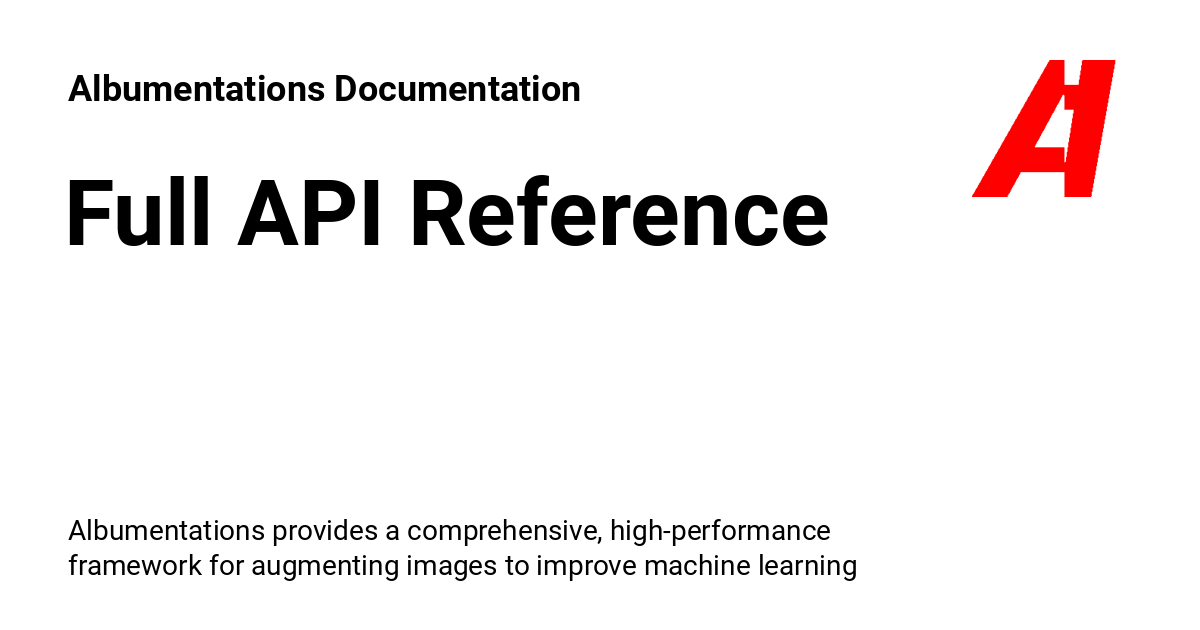 Albumentations Documentation
Full API Reference
Albumentations provides a comprehensive, high-performance
framework for augmenting images to improve machine learning